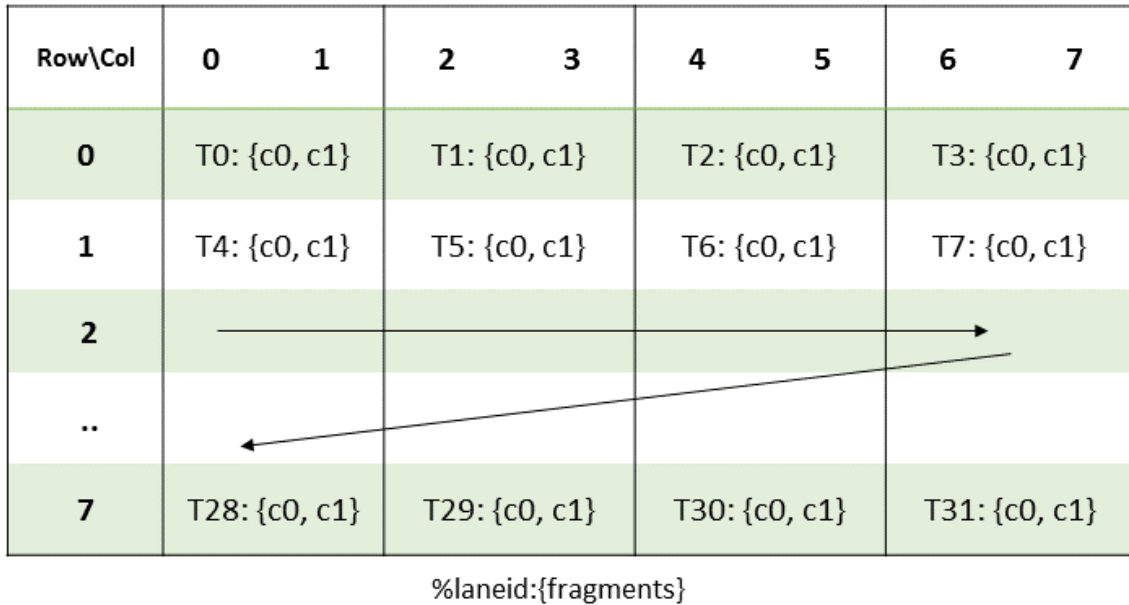 Row\Col 0 1 2 3 4 5 6 7
0 T0: {c0, c1} T1: {c0, c1} T2: {c0, c1} T3: {c0, c1}
1 T4: {c0, c1} T5: {c0, c1} T6: {c0, c1} T7: {c0, c1}
2
..
7 T28: {c0, c1} T29: {c0, c1} T30: {c0, c1} T31: {c0, c1}
%laneid:{fragments}